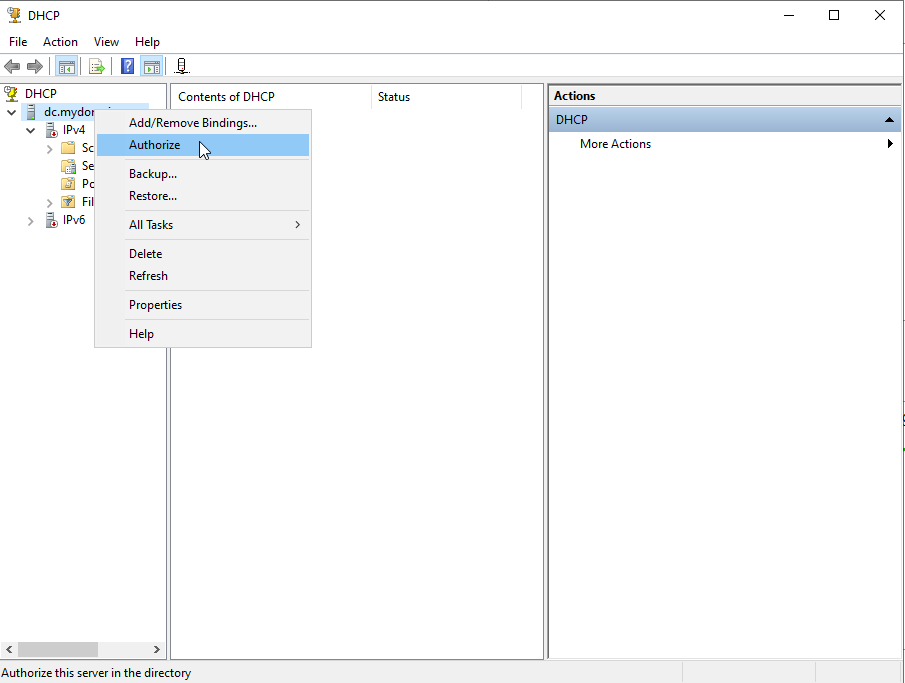 DHCP
File Action View Help
DHCP
dc.mydo
IPv4
Sc
Se
Po
Fil
IPv6
Contents of DHCP
Status
Add/Remove Bindings...
Authorize
Backup...
Restore...
All Tasks
Delete
Refresh
Properties
Help
Actions
DHCP
More Actions
Authorize this server in the directory